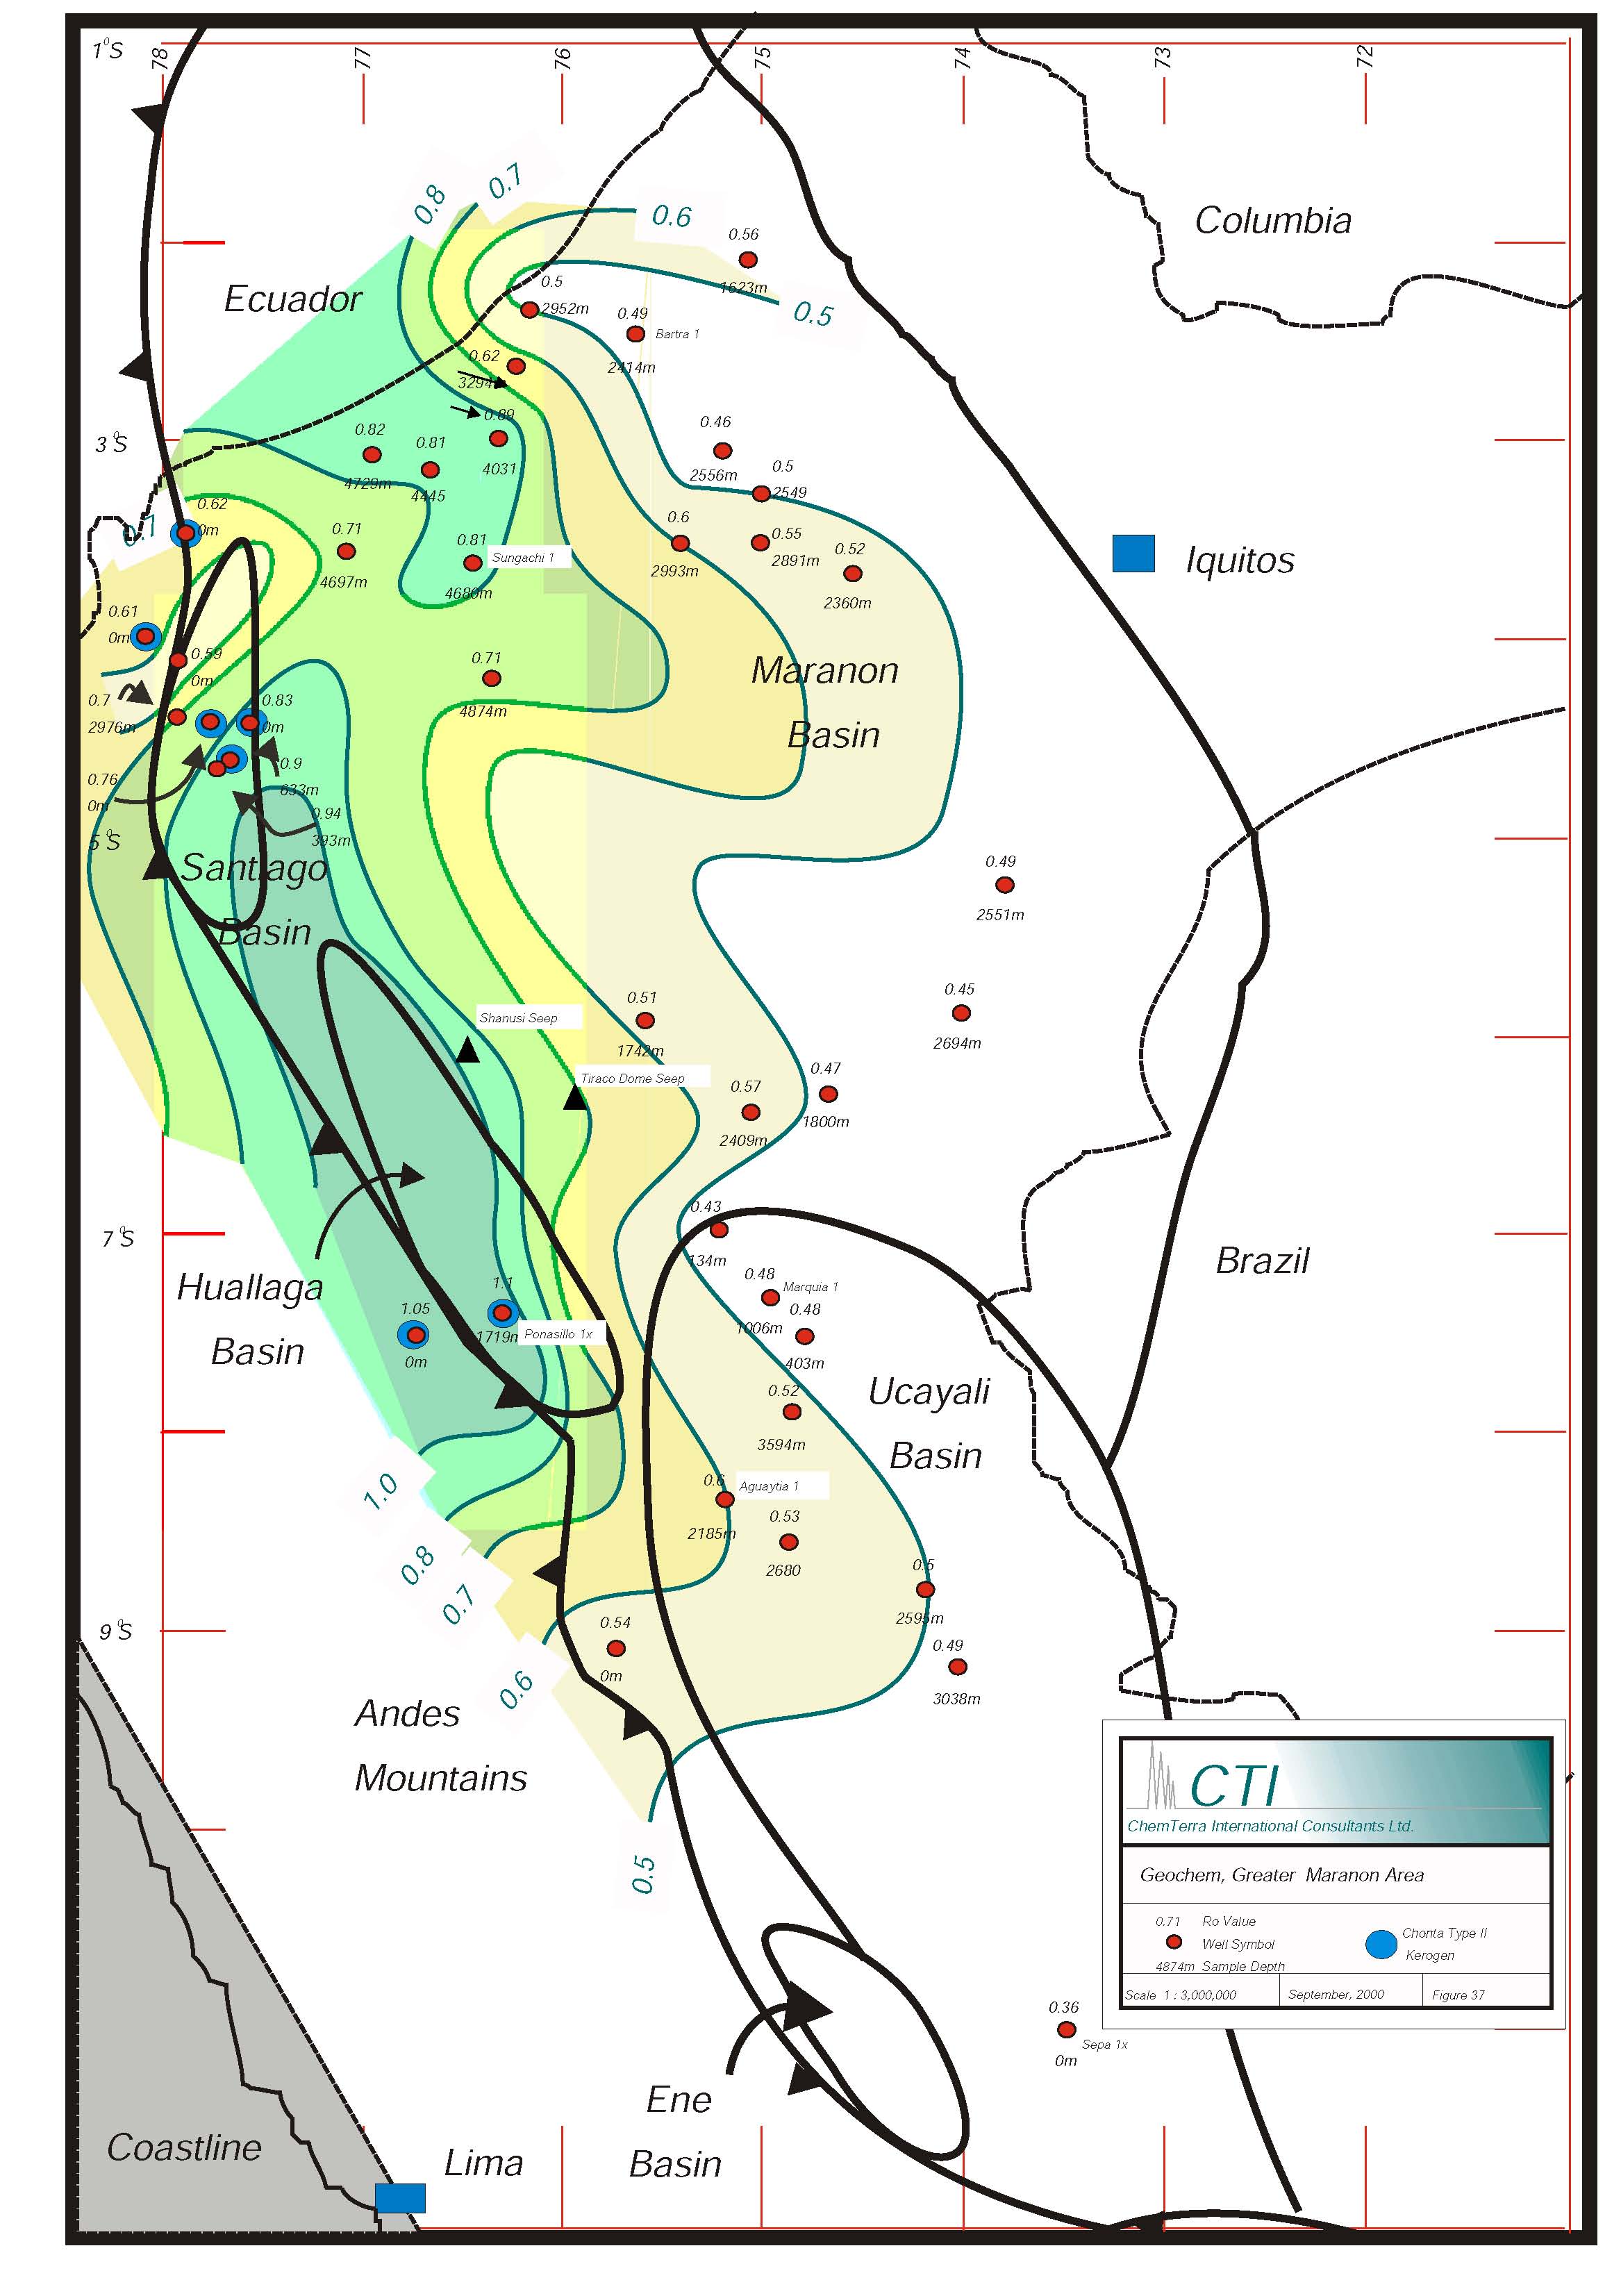 1°S
78
77
76
75
74
73
72
0.8
0.7
0.6
Columbia
0.56
1623m
Ecuador
0.5
2952m
0.5
0.49
Bartra 1
2414m
0.62
3294m
0.89
4031
0.82
4729m
0.81
4445
3°S
0.46
2556m
0.5
2549
0.62
0m
0.7
0.71
4697m
0.81
Sungachi 1
4680m
0.6
2993m
0.55
2891m
0.52
2360m
Iquitos
0.61
0m
0.59
0m
0.71
4874m
Maranon
Basin
0.7
2976m
0.83
0m
0.9
633m
0.76
0m
0.94
393m
5°S
Santiago
Basin
0.49
2551m
0.51
1742m
0.45
2694m
Shanusi Seep
Tiraco Dome Seep
0.57
2409m
0.47
1800m
7°S
0.43
134m
Brazil
Huallaga
Basin
0.48
Marquia 1
1006m
0.48
403m
1.05
0m
1.1
1719m
Ponasillo 1x
0.52
3594m
Ucayali
Basin
1.0
0.8
0.7
0.6
0.6
Aguaytia 1
2185m
0.53
2680
0.5
2595m
9°S
0.54
0m
0.49
3038m
Andes
Mountains
0.5
CTI
ChemTerra International Consultants Ltd.
Geochem, Greater Maranon Area
0.71 Ro Value
Well Symbol
4874m Sample Depth
Chonta Type II
Kerogen
Scale 1 : 3,000,000
September, 2000
Figure 37
0.36
Sepa 1x
0m
Ene
Basin
Coastline
Lima